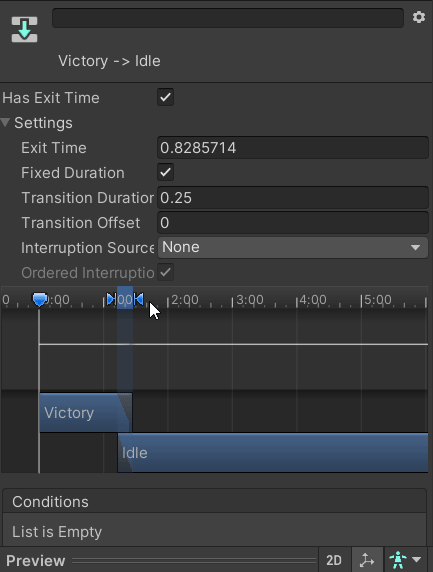 Victory -> Idle
Has Exit Time
Settings
Exit Time 0.8285714
Fixed Duration
Transition Duration 0.25
Transition Offset 0
Interruption Source None
Ordered Interruptio
0 0:00 :00 2:00 3:00 4:00 5:00
Victory
Idle
Conditions
List is Empty
Preview 2D